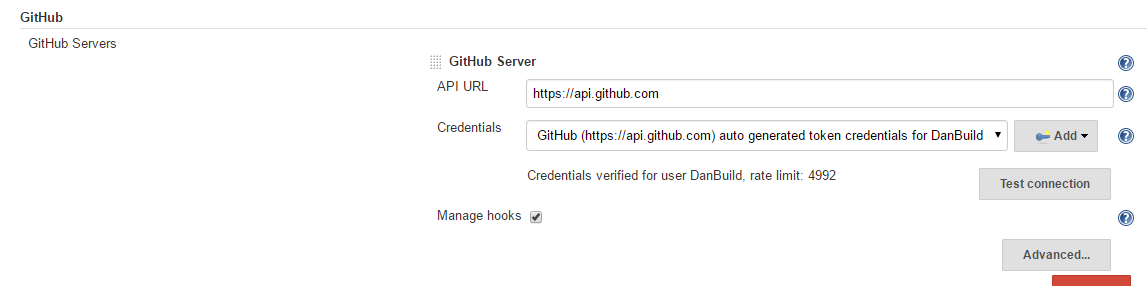 GitHub
GitHub Servers
GitHub Server
API URL
https://api.github.com
Credentials
GitHub (https://api.github.com) auto generated token credentials for DanBuild
Add
Credentials verified for user DanBuild, rate limit: 4992
Test connection
Manage hooks
Advanced...